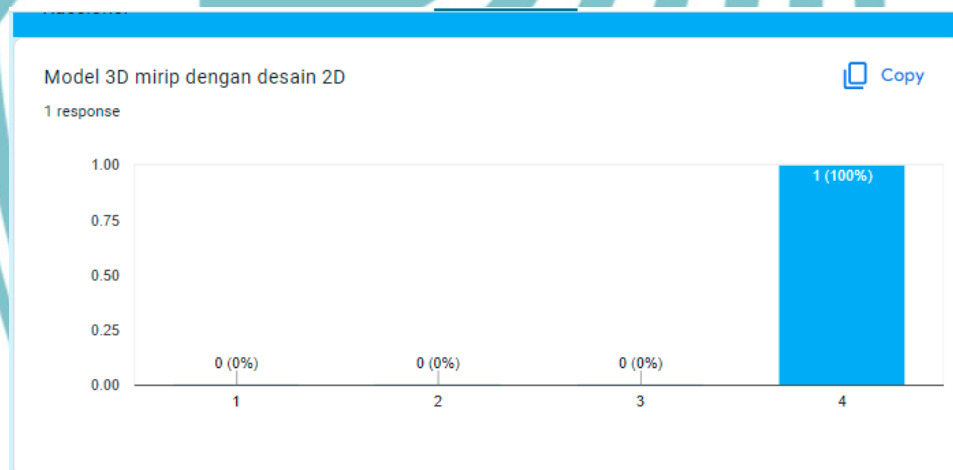 Model 3D mirip dengan desain 2D
Copy
1 response
1.00
1 (100%)
0.75
0.50
0.25
0 (0%) 0 (0%) 0 (0%)
0.00
1 2 3 4